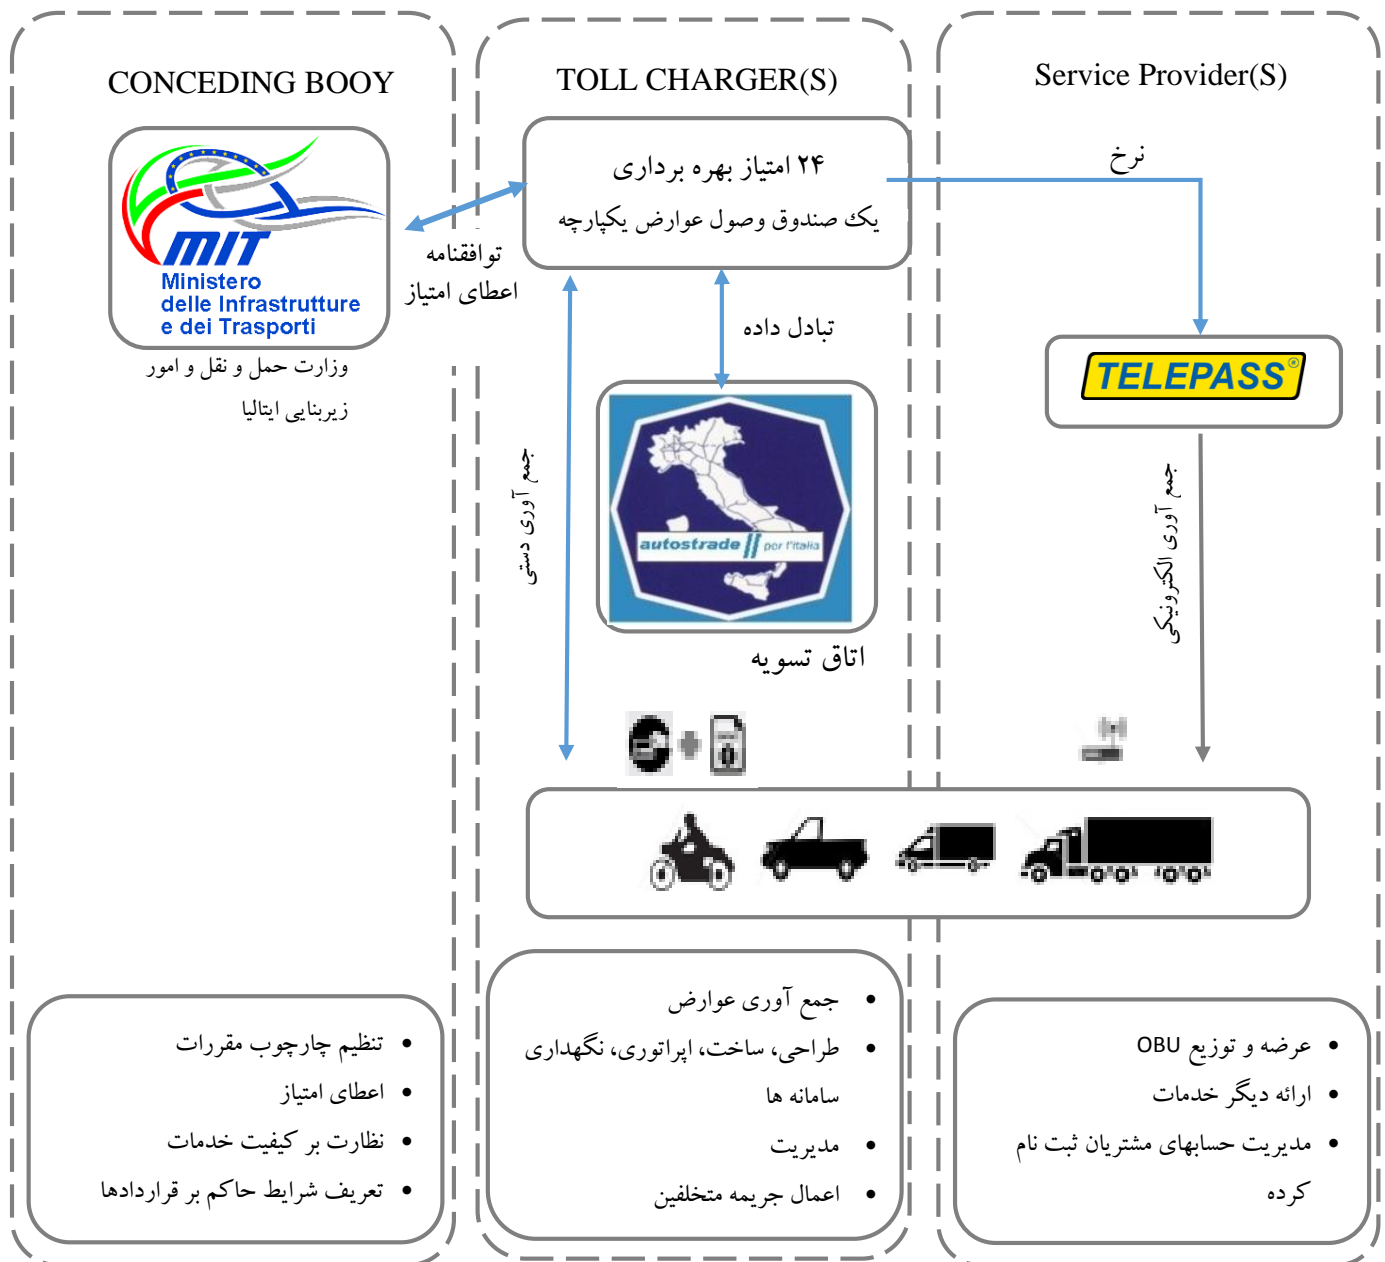 CONCEDING BOOY
MIT
Ministero
delle Infrastrutture
e dei Trasporti
وزارت حمل و نقل و امور
زیربنایی ایتالیا
توافقنامه
اعطای امتیاز
TOLL CHARGER(S)
۲۴ امتیاز بهره برداری
یک صندوق وصول عوارض یکپارچه
تبادل داده
جمع آوری دستی
autostrade per l'italia
اتاق تسویه
Service Provider(S)
نرخ
TELEPASS®
جمع آوری الکترونیکی
• تنظیم چارچوب مقررات
• اعطای امتیاز
• نظارت بر کیفیت خدمات
• تعریف شرایط حاکم بر قراردادها
• جمع آوری عوارض
• طراحی، ساخت، اپراتوری، نگهداری
سامانه ها
• مدیریت
• اعمال جریمه متخلفین
• عرضه و توزیع OBU
• ارائه دیگر خدمات
• مدیریت حسابهای مشتریان ثبت نام
کرده